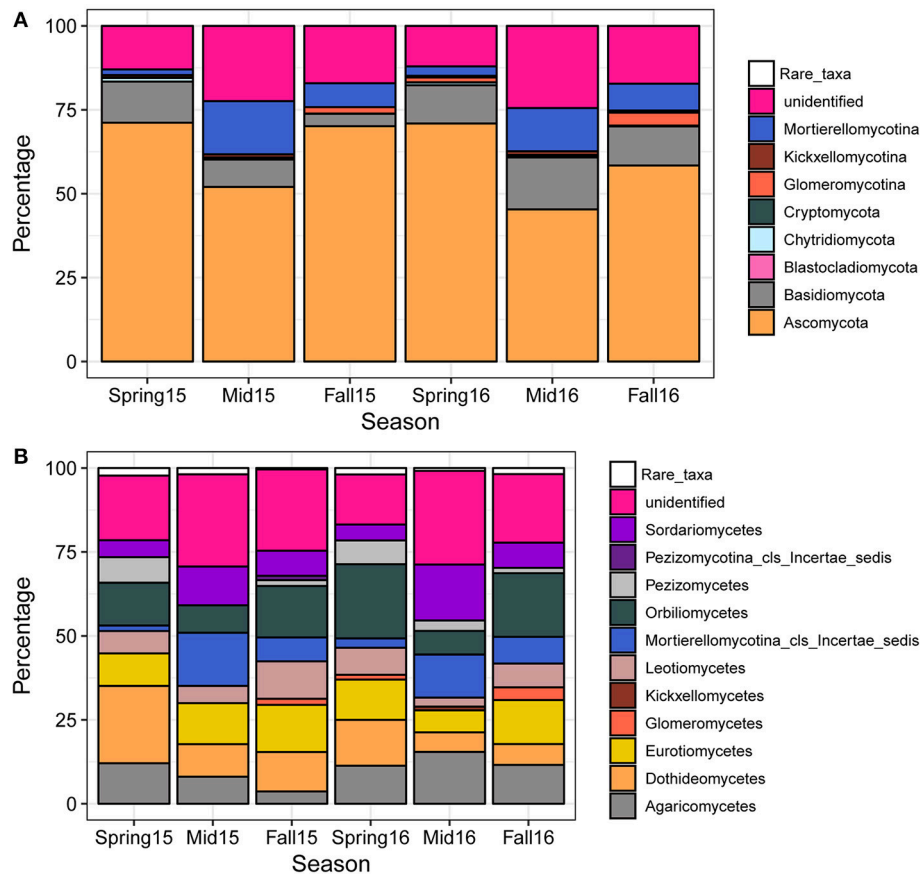 A
100
75
50
25
0
Percentage
Spring15 Mid15 Fall15 Spring16 Mid16 Fall16
Season
Rare_taxa
unidentified
Mortierellomycotina
Kickxellomycotina
Glomeromycotina
Cryptomycota
Chytridiomycota
Blastocladiomycota
Basidiomycota
Ascomycota
B
100
75
50
25
0
Percentage
Spring15 Mid15 Fall15 Spring16 Mid16 Fall16
Season
Rare_taxa
unidentified
Sordariomycetes
Pezizomycotina_cls_Incertae_sedis
Pezizomycetes
Orbiliomycetes
Mortierellomycotina_cls_Incertae_sedis
Leotiomycetes
Kickxellomycetes
Glomeromycetes
Eurotiomycetes
Dothideomycetes
Agaricomycetes